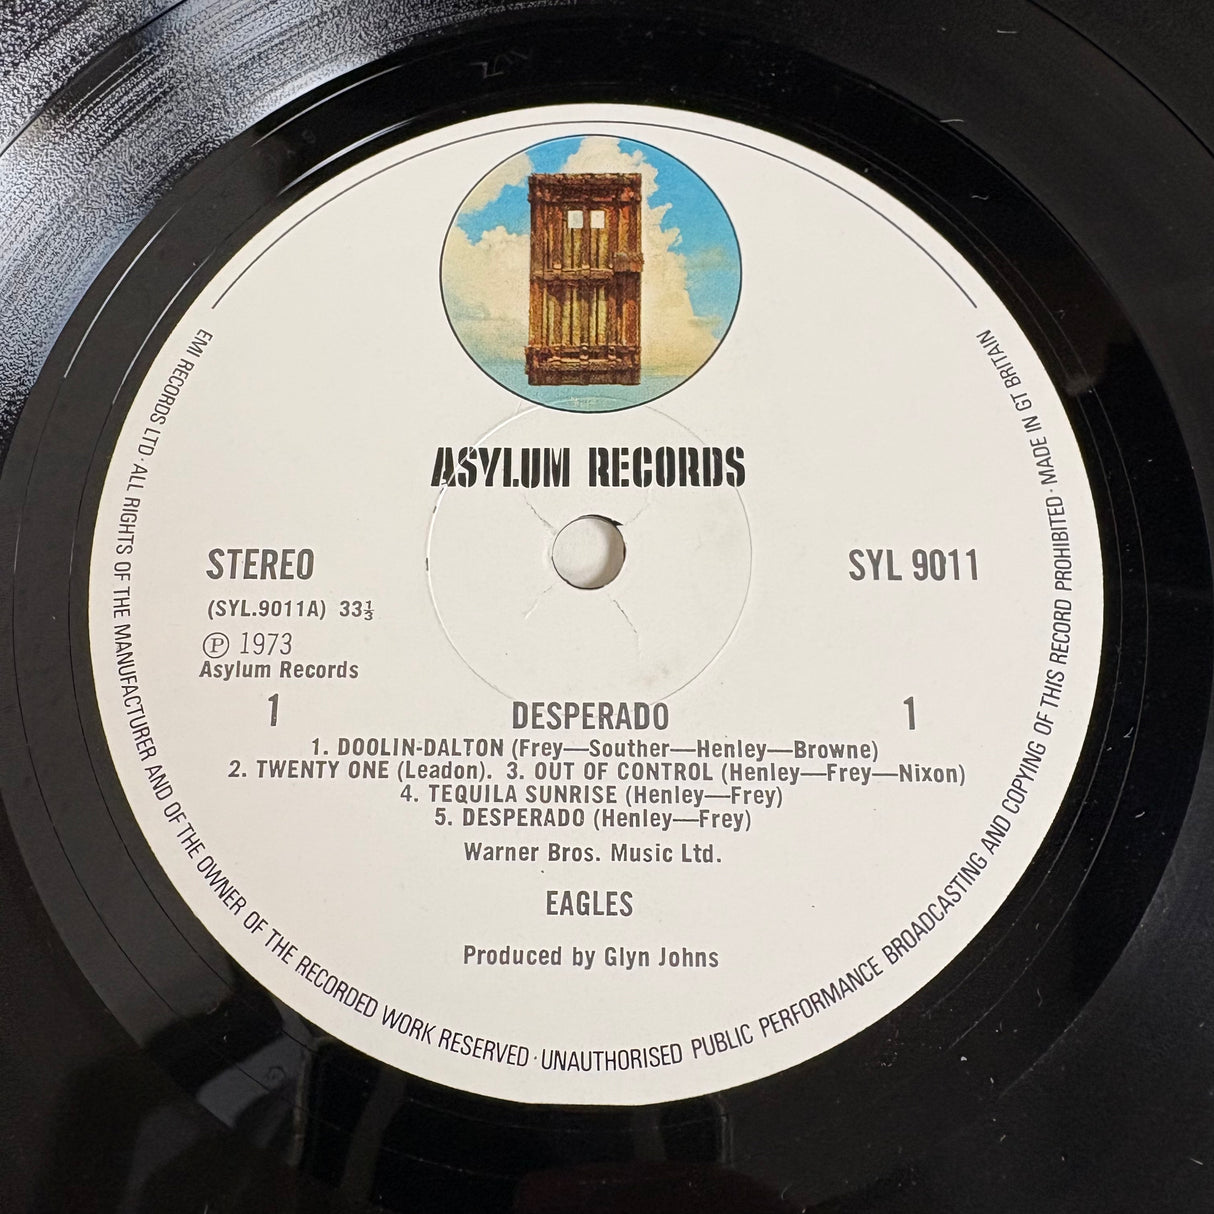 ASYLUM RECORDS
STEREO
SYL 9011
(SYL.9011A) 33⅓
Ⓟ 1973
Asylum Records
1
1
DESPERADO
1. DOOLIN-DALTON (Frey—Souther—Henley—Browne)
2. TWENTY ONE (Leadon). 3. OUT OF CONTROL (Henley—Frey—Nixon)
4. TEQUILA SUNRISE (Henley—Frey)
5. DESPERADO (Henley—Frey)
Warner Bros. Music Ltd.
EAGLES
Produced by Glyn Johns
EMI RECORDS LTD · ALL RIGHTS OF THE MANUFACTURER AND OF THE OWNER OF THE RECORDED WORK RESERVED · UNAUTHORISED PUBLIC PERFORMANCE BROADCASTING AND COPYING OF THIS RECORD PROHIBITED · MADE IN GT BRITAIN